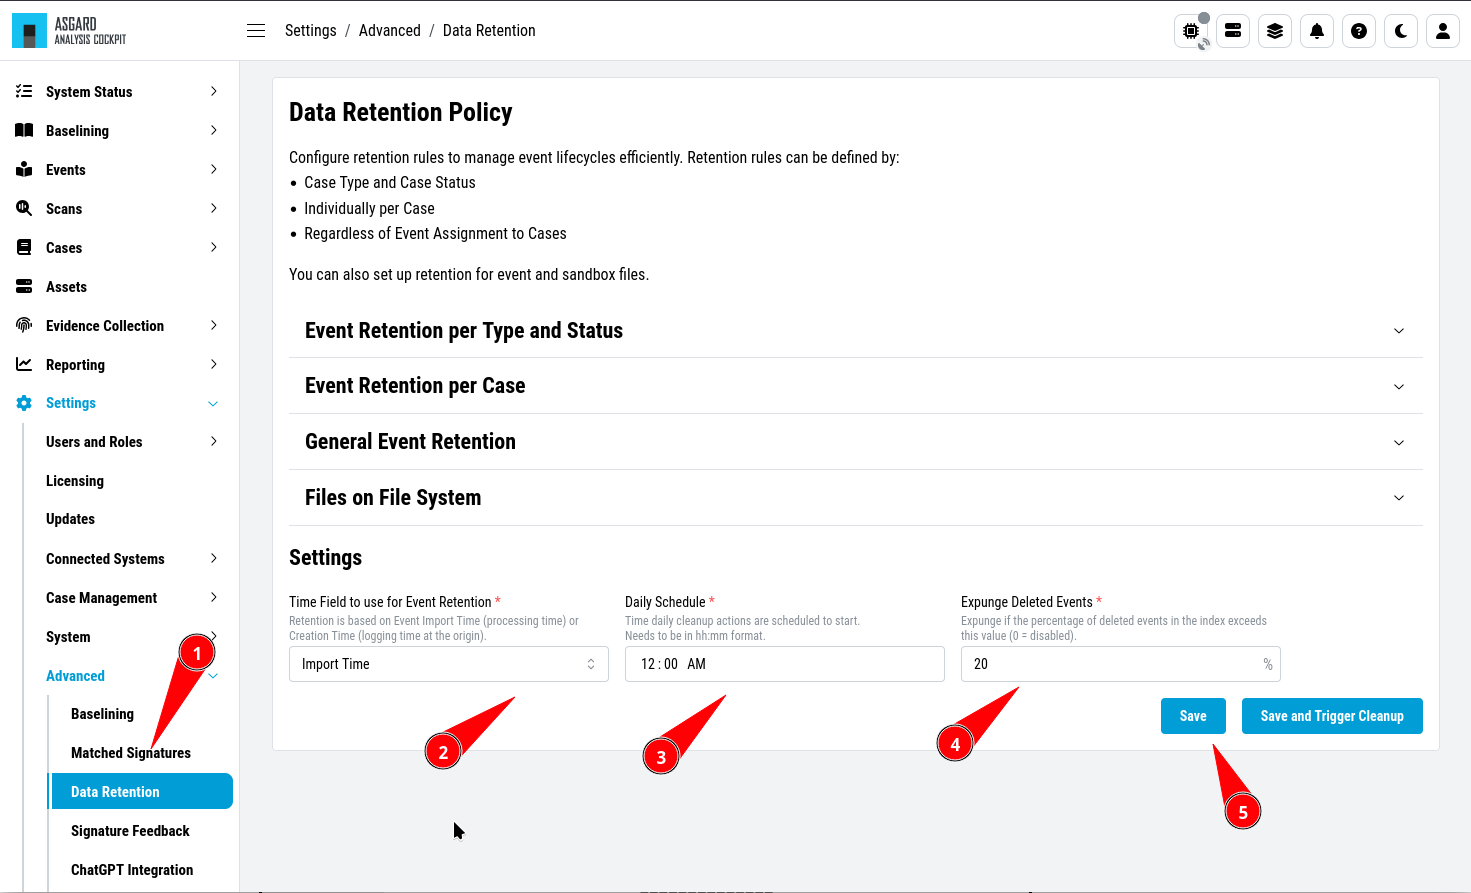 ASGARD
ANALYSIS COCKPIT
Settings / Advanced / Data Retention
System Status
Baselining
Events
Scans
Cases
Assets
Evidence Collection
Reporting
Settings
Users and Roles
Licensing
Updates
Connected Systems
Case Management
System
Advanced
Baselining
Matched Signatures
Data Retention
Signature Feedback
ChatGPT Integration
Data Retention Policy
Configure retention rules to manage event lifecycles efficiently. Retention rules can be defined by:
• Case Type and Case Status
• Individually per Case
• Regardless of Event Assignment to Cases
You can also set up retention for event and sandbox files.
Event Retention per Type and Status
Event Retention per Case
General Event Retention
Files on File System
Settings
Time Field to use for Event Retention *
Retention is based on Event Import Time (processing time) or
Creation Time (logging time at the origin).
Import Time
Daily Schedule *
Time daily cleanup actions are scheduled to start.
Needs to be in hh:mm format.
12 : 00 AM
Expunge Deleted Events *
Expunge if the percentage of deleted events in the index exceeds
this value (0 = disabled).
20 %
Save
Save and Trigger Cleanup
1
2
3
4
5